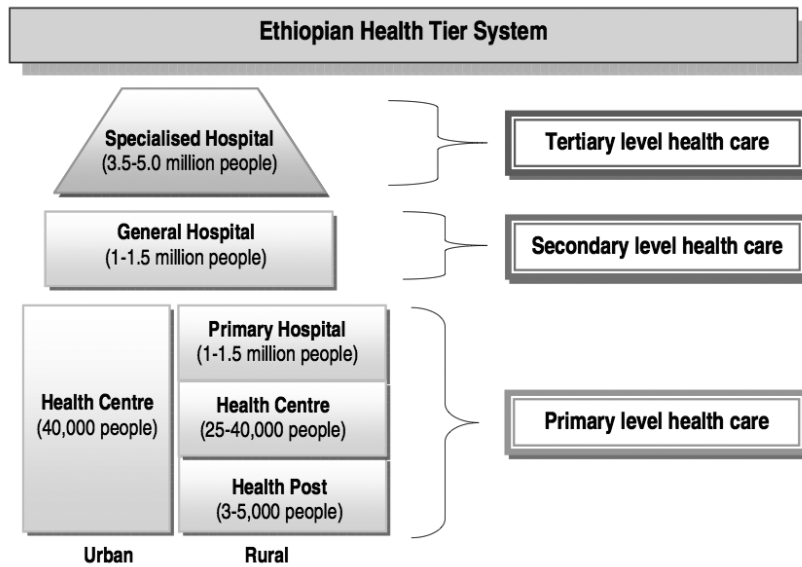 Ethiopian Health Tier System
Specialised Hospital
(3.5-5.0 million people)
Tertiary level health care
General Hospital
(1-1.5 million people)
Secondary level health care
Primary Hospital
(1-1.5 million people)
Health Centre
(40,000 people)
Health Centre
(25-40,000 people)
Primary level health care
Health Post
(3-5,000 people)
Urban
Rural